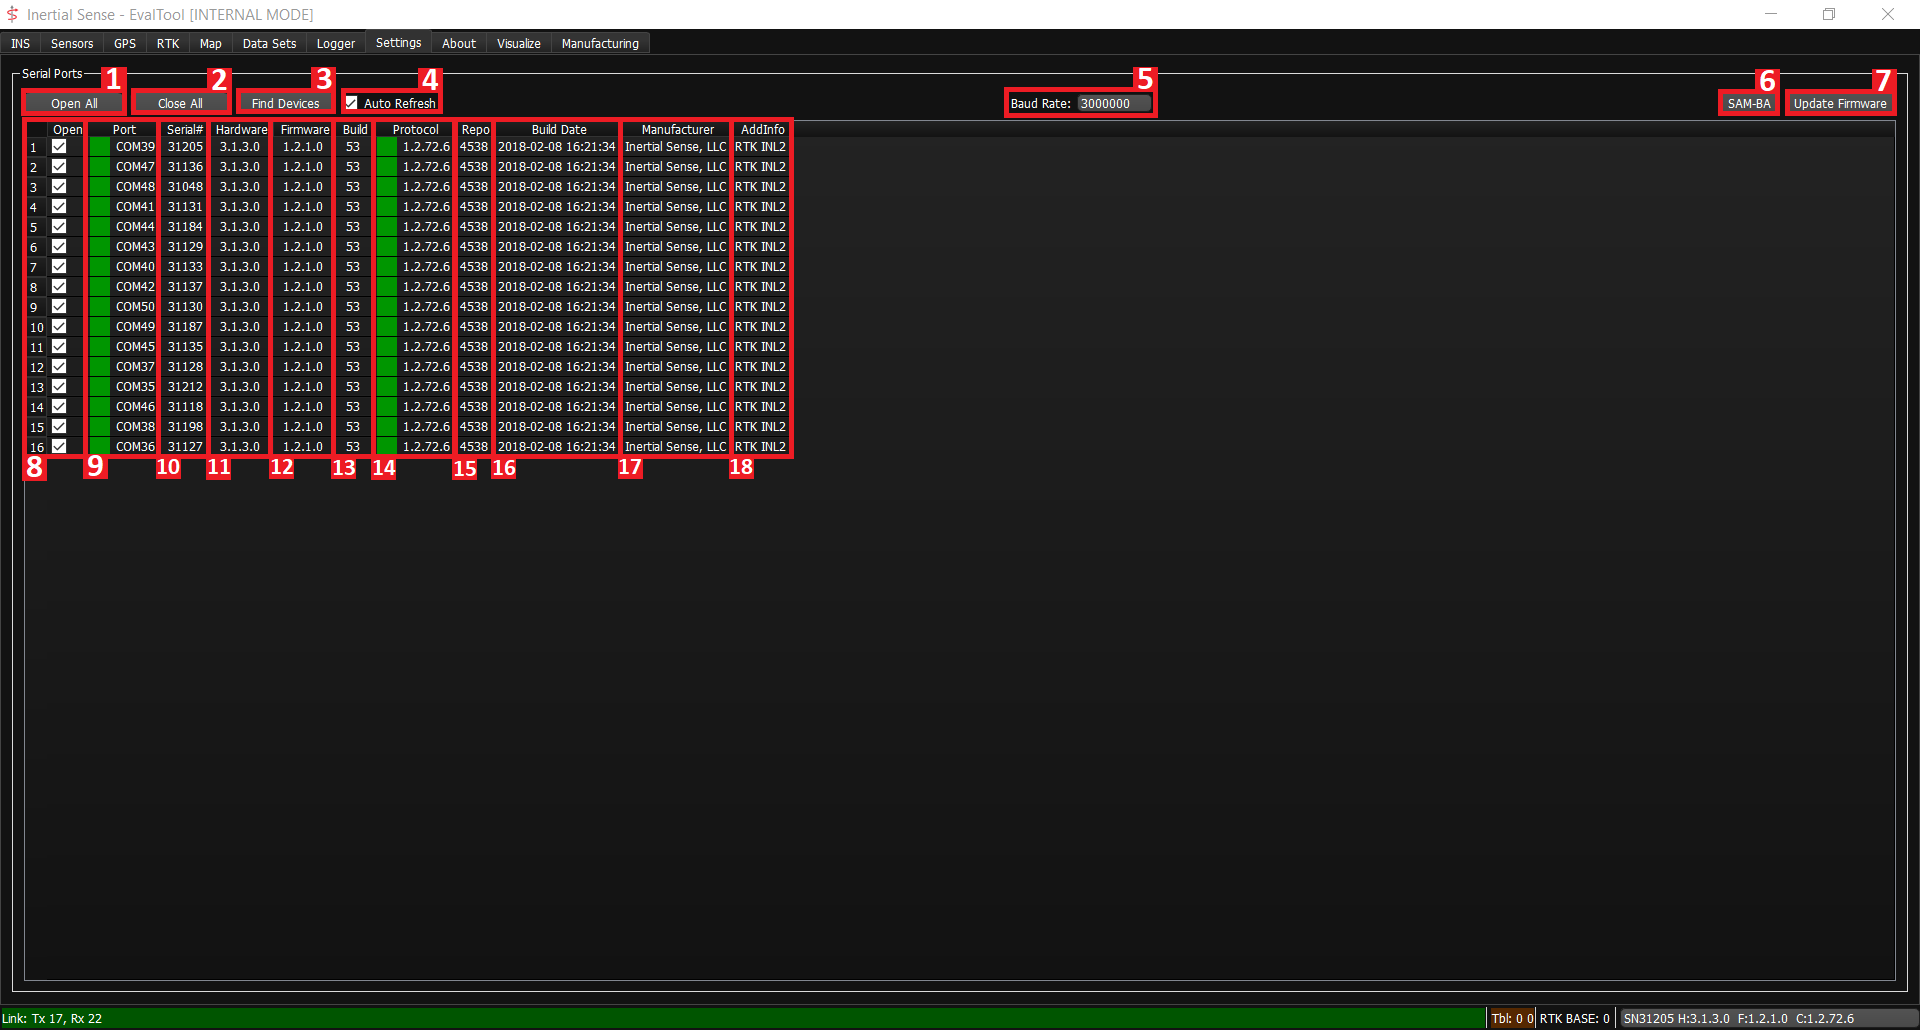 Inertial Sense - EvalTool [INTERNAL MODE]
INS Sensors GPS RTK Map Data Sets Logger Settings About Visualize Manufacturing
Serial Ports 1 2 3 4 5 6 7
Open All Close All Find Devices Auto Refresh Baud Rate: 3000000 SAM-BA Update Firmware
Open Port Serial# Hardware Firmware Build Protocol Repo Build Date Manufacturer AddInfo
1 COM39 31205 3.1.3.0 1.2.1.0 53 1.2.72.6 4538 2018-02-08 16:21:34 Inertial Sense, LLC RTK INL2
2 COM47 31136 3.1.3.0 1.2.1.0 53 1.2.72.6 4538 2018-02-08 16:21:34 Inertial Sense, LLC RTK INL2
3 COM48 31048 3.1.3.0 1.2.1.0 53 1.2.72.6 4538 2018-02-08 16:21:34 Inertial Sense, LLC RTK INL2
4 COM41 31131 3.1.3.0 1.2.1.0 53 1.2.72.6 4538 2018-02-08 16:21:34 Inertial Sense, LLC RTK INL2
5 COM44 31184 3.1.3.0 1.2.1.0 53 1.2.72.6 4538 2018-02-08 16:21:34 Inertial Sense, LLC RTK INL2
6 COM43 31129 3.1.3.0 1.2.1.0 53 1.2.72.6 4538 2018-02-08 16:21:34 Inertial Sense, LLC RTK INL2
7 COM40 31133 3.1.3.0 1.2.1.0 53 1.2.72.6 4538 2018-02-08 16:21:34 Inertial Sense, LLC RTK INL2
8 COM42 31137 3.1.3.0 1.2.1.0 53 1.2.72.6 4538 2018-02-08 16:21:34 Inertial Sense, LLC RTK INL2
9 COM50 31130 3.1.3.0 1.2.1.0 53 1.2.72.6 4538 2018-02-08 16:21:34 Inertial Sense, LLC RTK INL2
10 COM49 31187 3.1.3.0 1.2.1.0 53 1.2.72.6 4538 2018-02-08 16:21:34 Inertial Sense, LLC RTK INL2
11 COM45 31135 3.1.3.0 1.2.1.0 53 1.2.72.6 4538 2018-02-08 16:21:34 Inertial Sense, LLC RTK INL2
12 COM37 31128 3.1.3.0 1.2.1.0 53 1.2.72.6 4538 2018-02-08 16:21:34 Inertial Sense, LLC RTK INL2
13 COM35 31212 3.1.3.0 1.2.1.0 53 1.2.72.6 4538 2018-02-08 16:21:34 Inertial Sense, LLC RTK INL2
14 COM46 31118 3.1.3.0 1.2.1.0 53 1.2.72.6 4538 2018-02-08 16:21:34 Inertial Sense, LLC RTK INL2
15 COM38 31198 3.1.3.0 1.2.1.0 53 1.2.72.6 4538 2018-02-08 16:21:34 Inertial Sense, LLC RTK INL2
16 COM36 31127 3.1.3.0 1.2.1.0 53 1.2.72.6 4538 2018-02-08 16:21:34 Inertial Sense, LLC RTK INL2
8 9 10 11 12 13 14 15 16 17 18
Link: Tx 17, Rx 22 Tbl: 0 0 RTK BASE: 0 SN31205 H:3.1.3.0 F:1.2.1.0 C:1.2.72.6